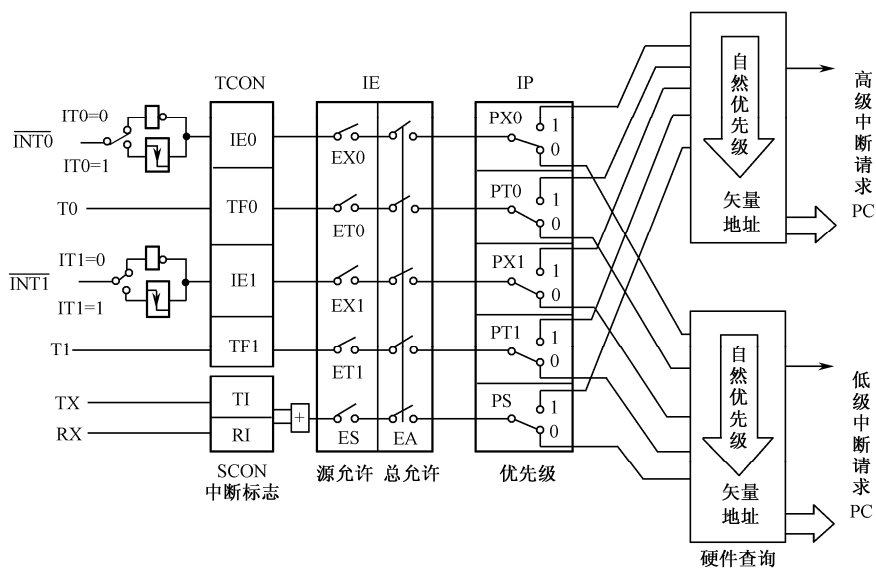 TCON
IE
IP
IT0=0
INT0
IT0=1
IE0
EX0
PX0
1
0
T0
TF0
ET0
PT0
1
0
IT1=0
INT1
IT1=1
IE1
EX1
PX1
1
0
T1
TF1
ET1
PT1
1
0
TX
TI
RX
RI
+
ES
EA
PS
1
0
SCON
中断标志
源允许
总允许
优先级
自然优先级
矢量
地址
高级中断请求
PC
自然优先级
矢量
地址
低级中断请求
PC
硬件查询